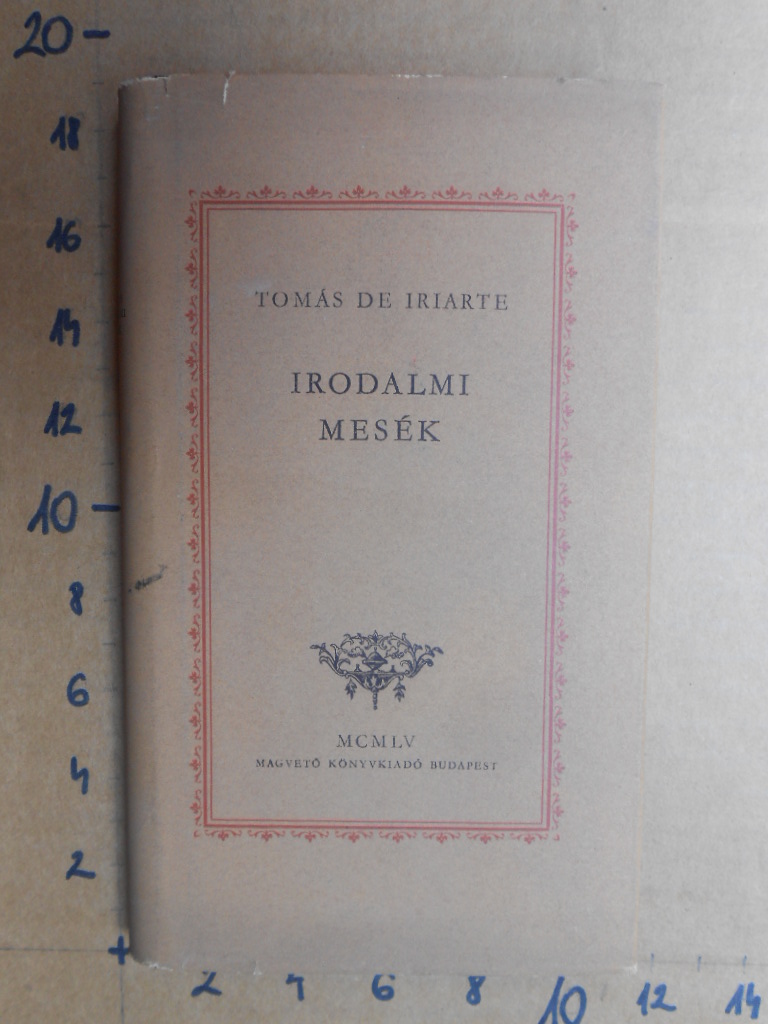 20
18
16
14
12
10
8
6
4
2
TOMÁS DE IRIARTE
IRODALMI
MESÉK
MCMLV
MAGVETŐ KÖNYVKIADÓ BUDAPEST
2 4 6 8 10 12 14